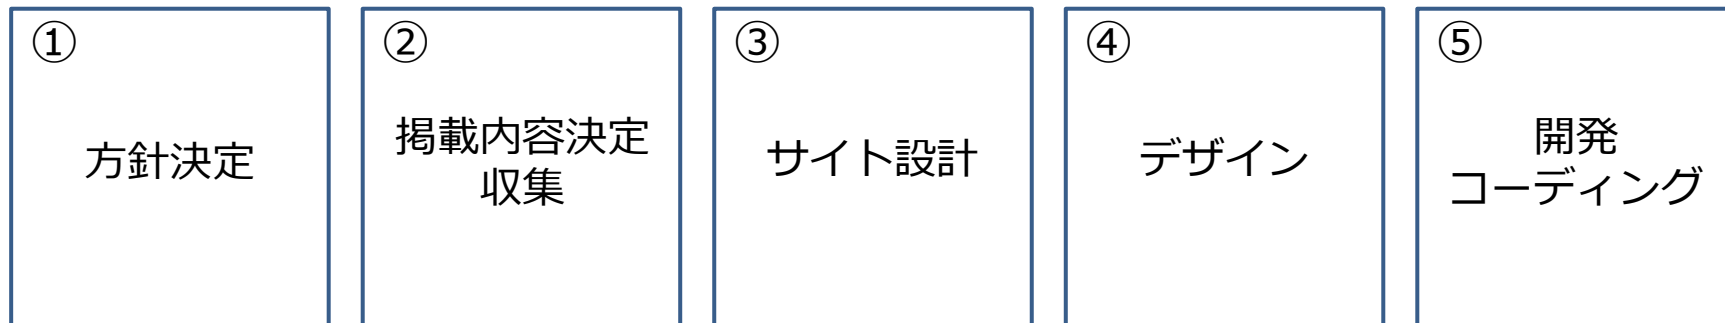 ①
方針決定
②
掲載内容決定
収集
③
サイト設計
④
デザイン
⑤
開発
コーディング